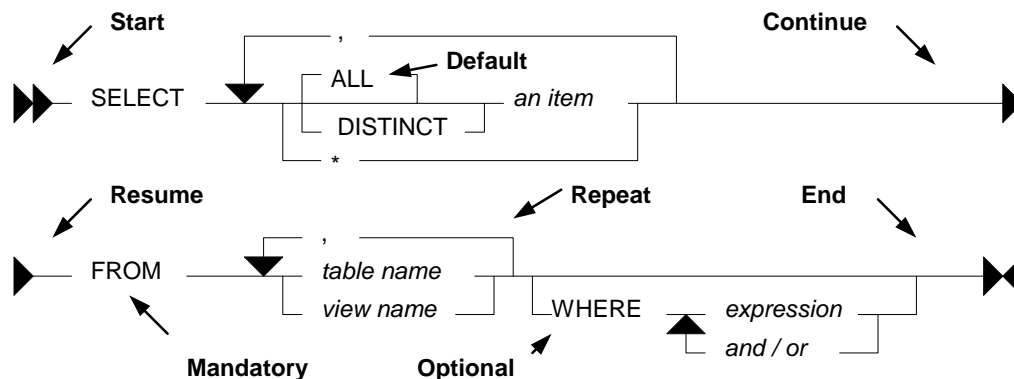 Start Continue
,
ALL Default
SELECT an item
DISTINCT
*
Resume Repeat End
,
FROM table name
view name WHERE expression
and / or
Mandatory Optional